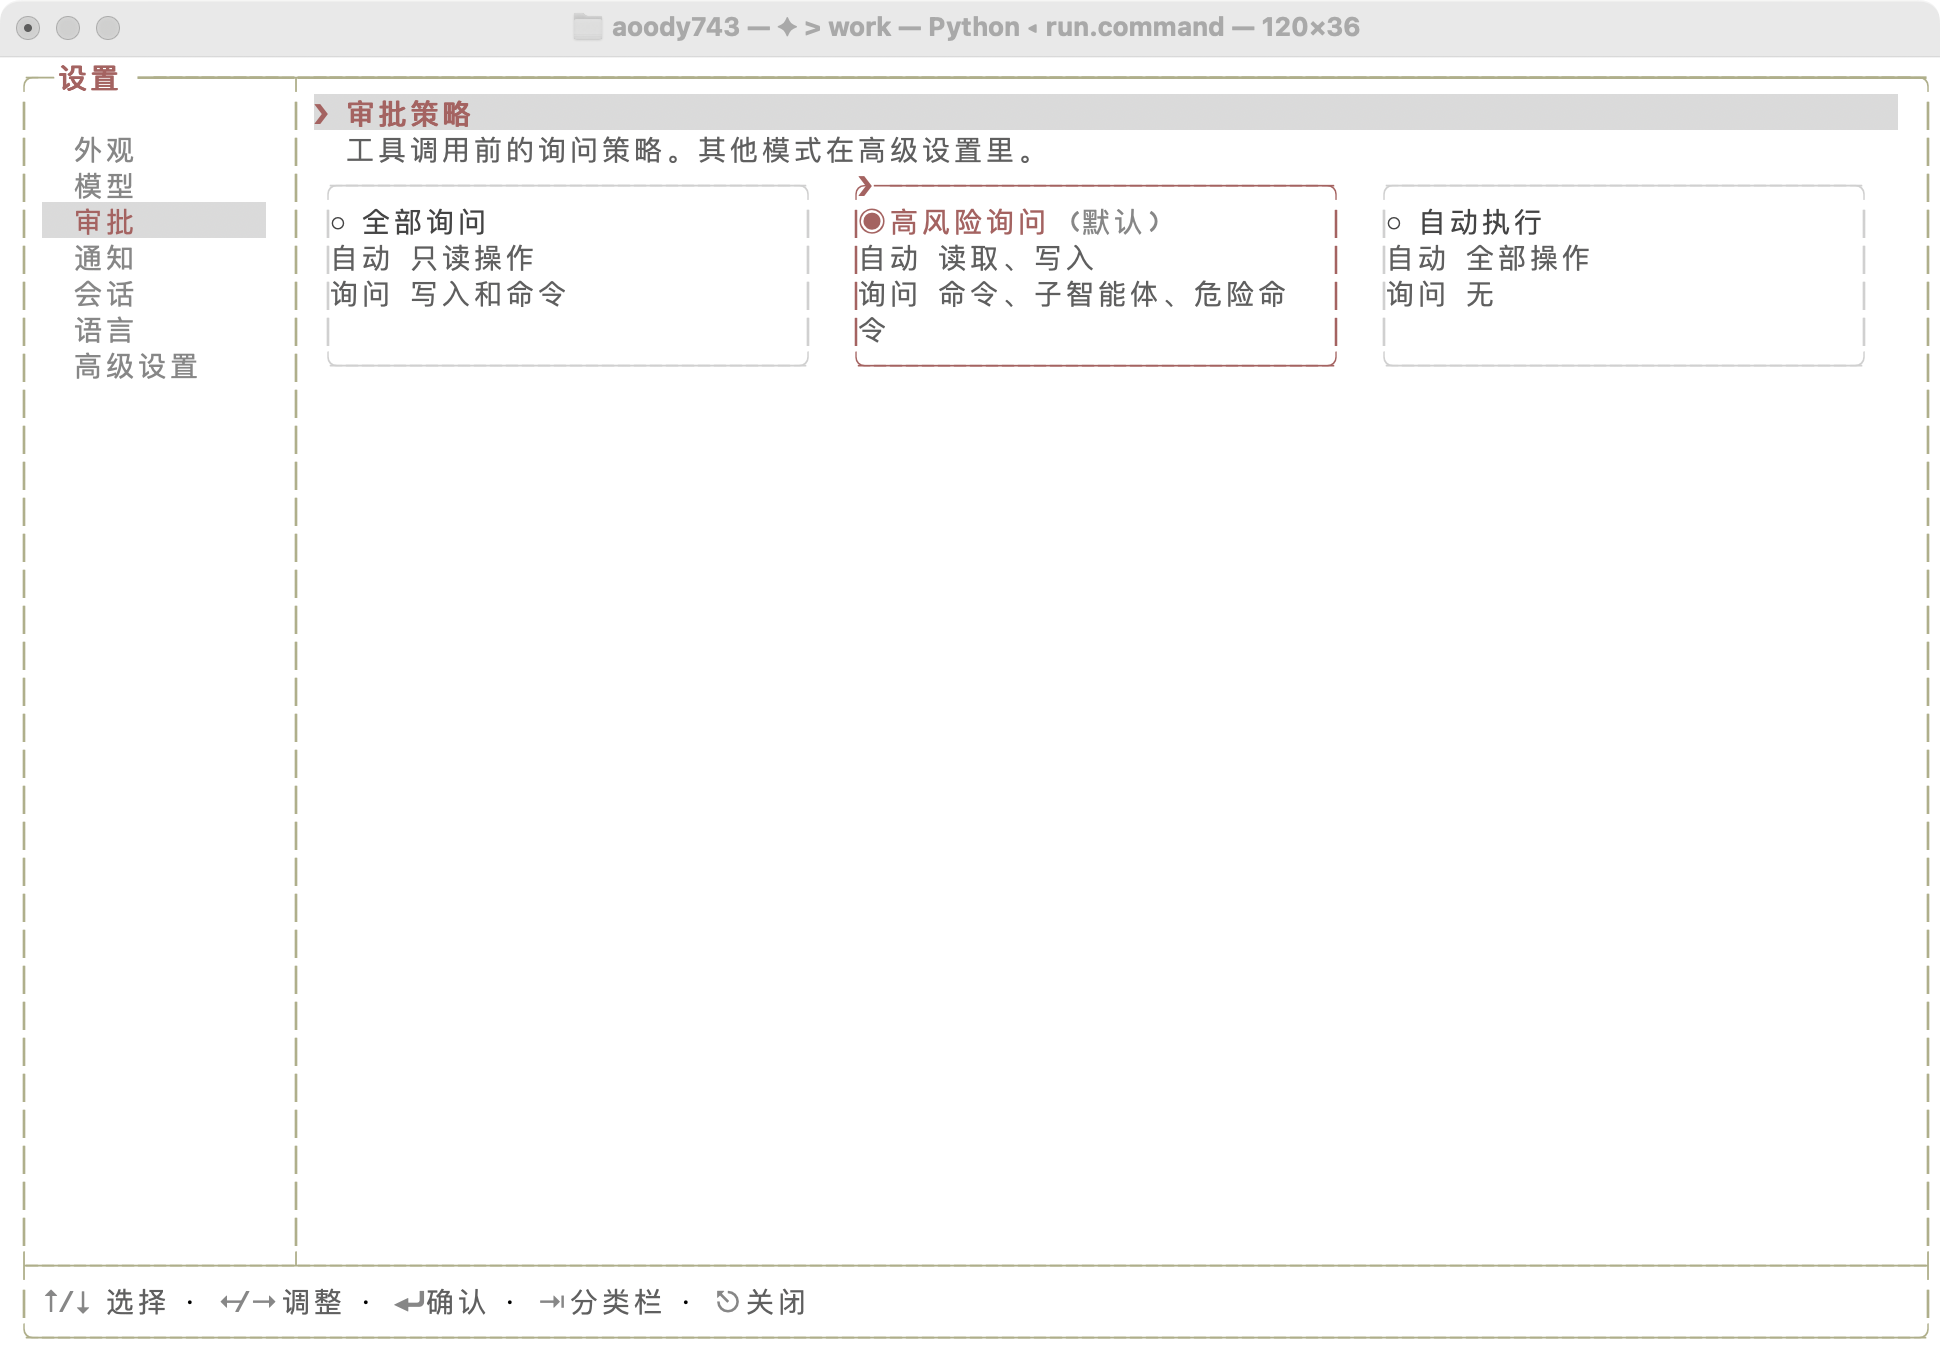 aoody743 — ✦ > work — Python ◂ run.command — 120×36
设置
外观
模型
审批
通知
会话
语言
高级设置
❯ 审批策略
工具调用前的询问策略。其他模式在高级设置里。
○ 全部询问
自动 只读操作
询问 写入和命令
❯
◉高风险询问（默认）
自动 读取、写入
询问 命令、子智能体、危险命
令
○ 自动执行
自动 全部操作
询问 无
↑/↓ 选择 · ←/→调整 · ↵确认 · ⇥分类栏 · ⎋关闭